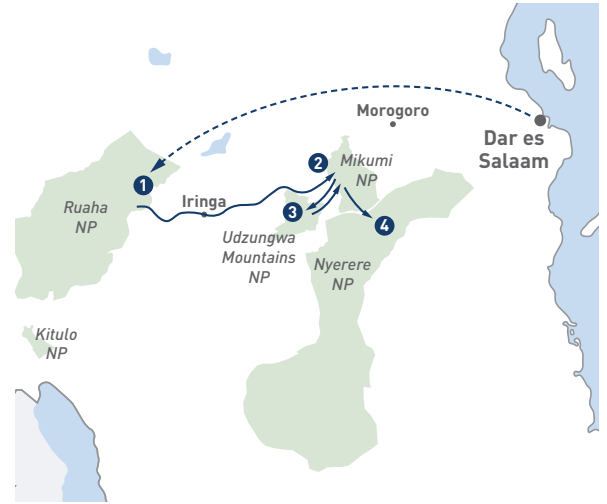 Morogoro
Dar es
Salaam
2
Mikumi
NP
1
Iringa
Ruaha
NP
3
4
Udzungwa
Mountains
NP
Nyerere
NP
Kitulo
NP